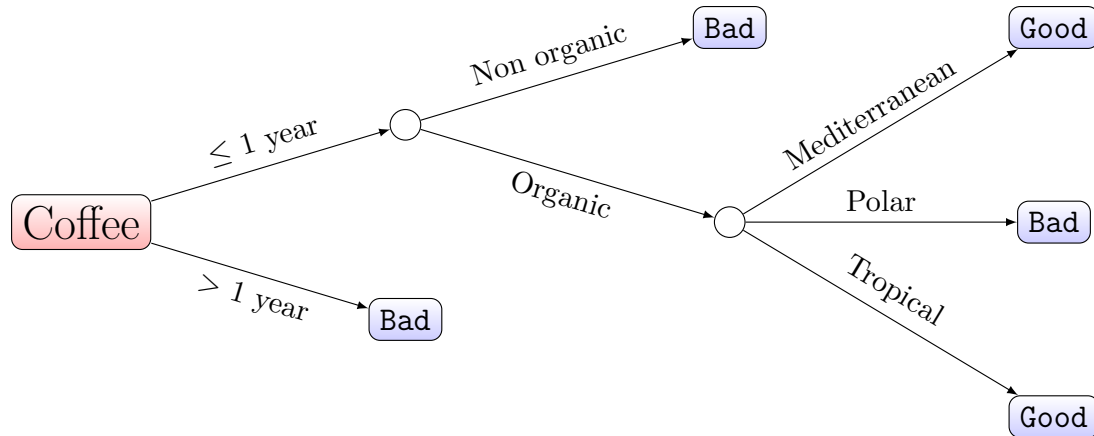 Coffee
≤ 1 year
Non organic
Bad
Organic
Mediterranean
Good
Polar
Bad
Tropical
Good
> 1 year
Bad